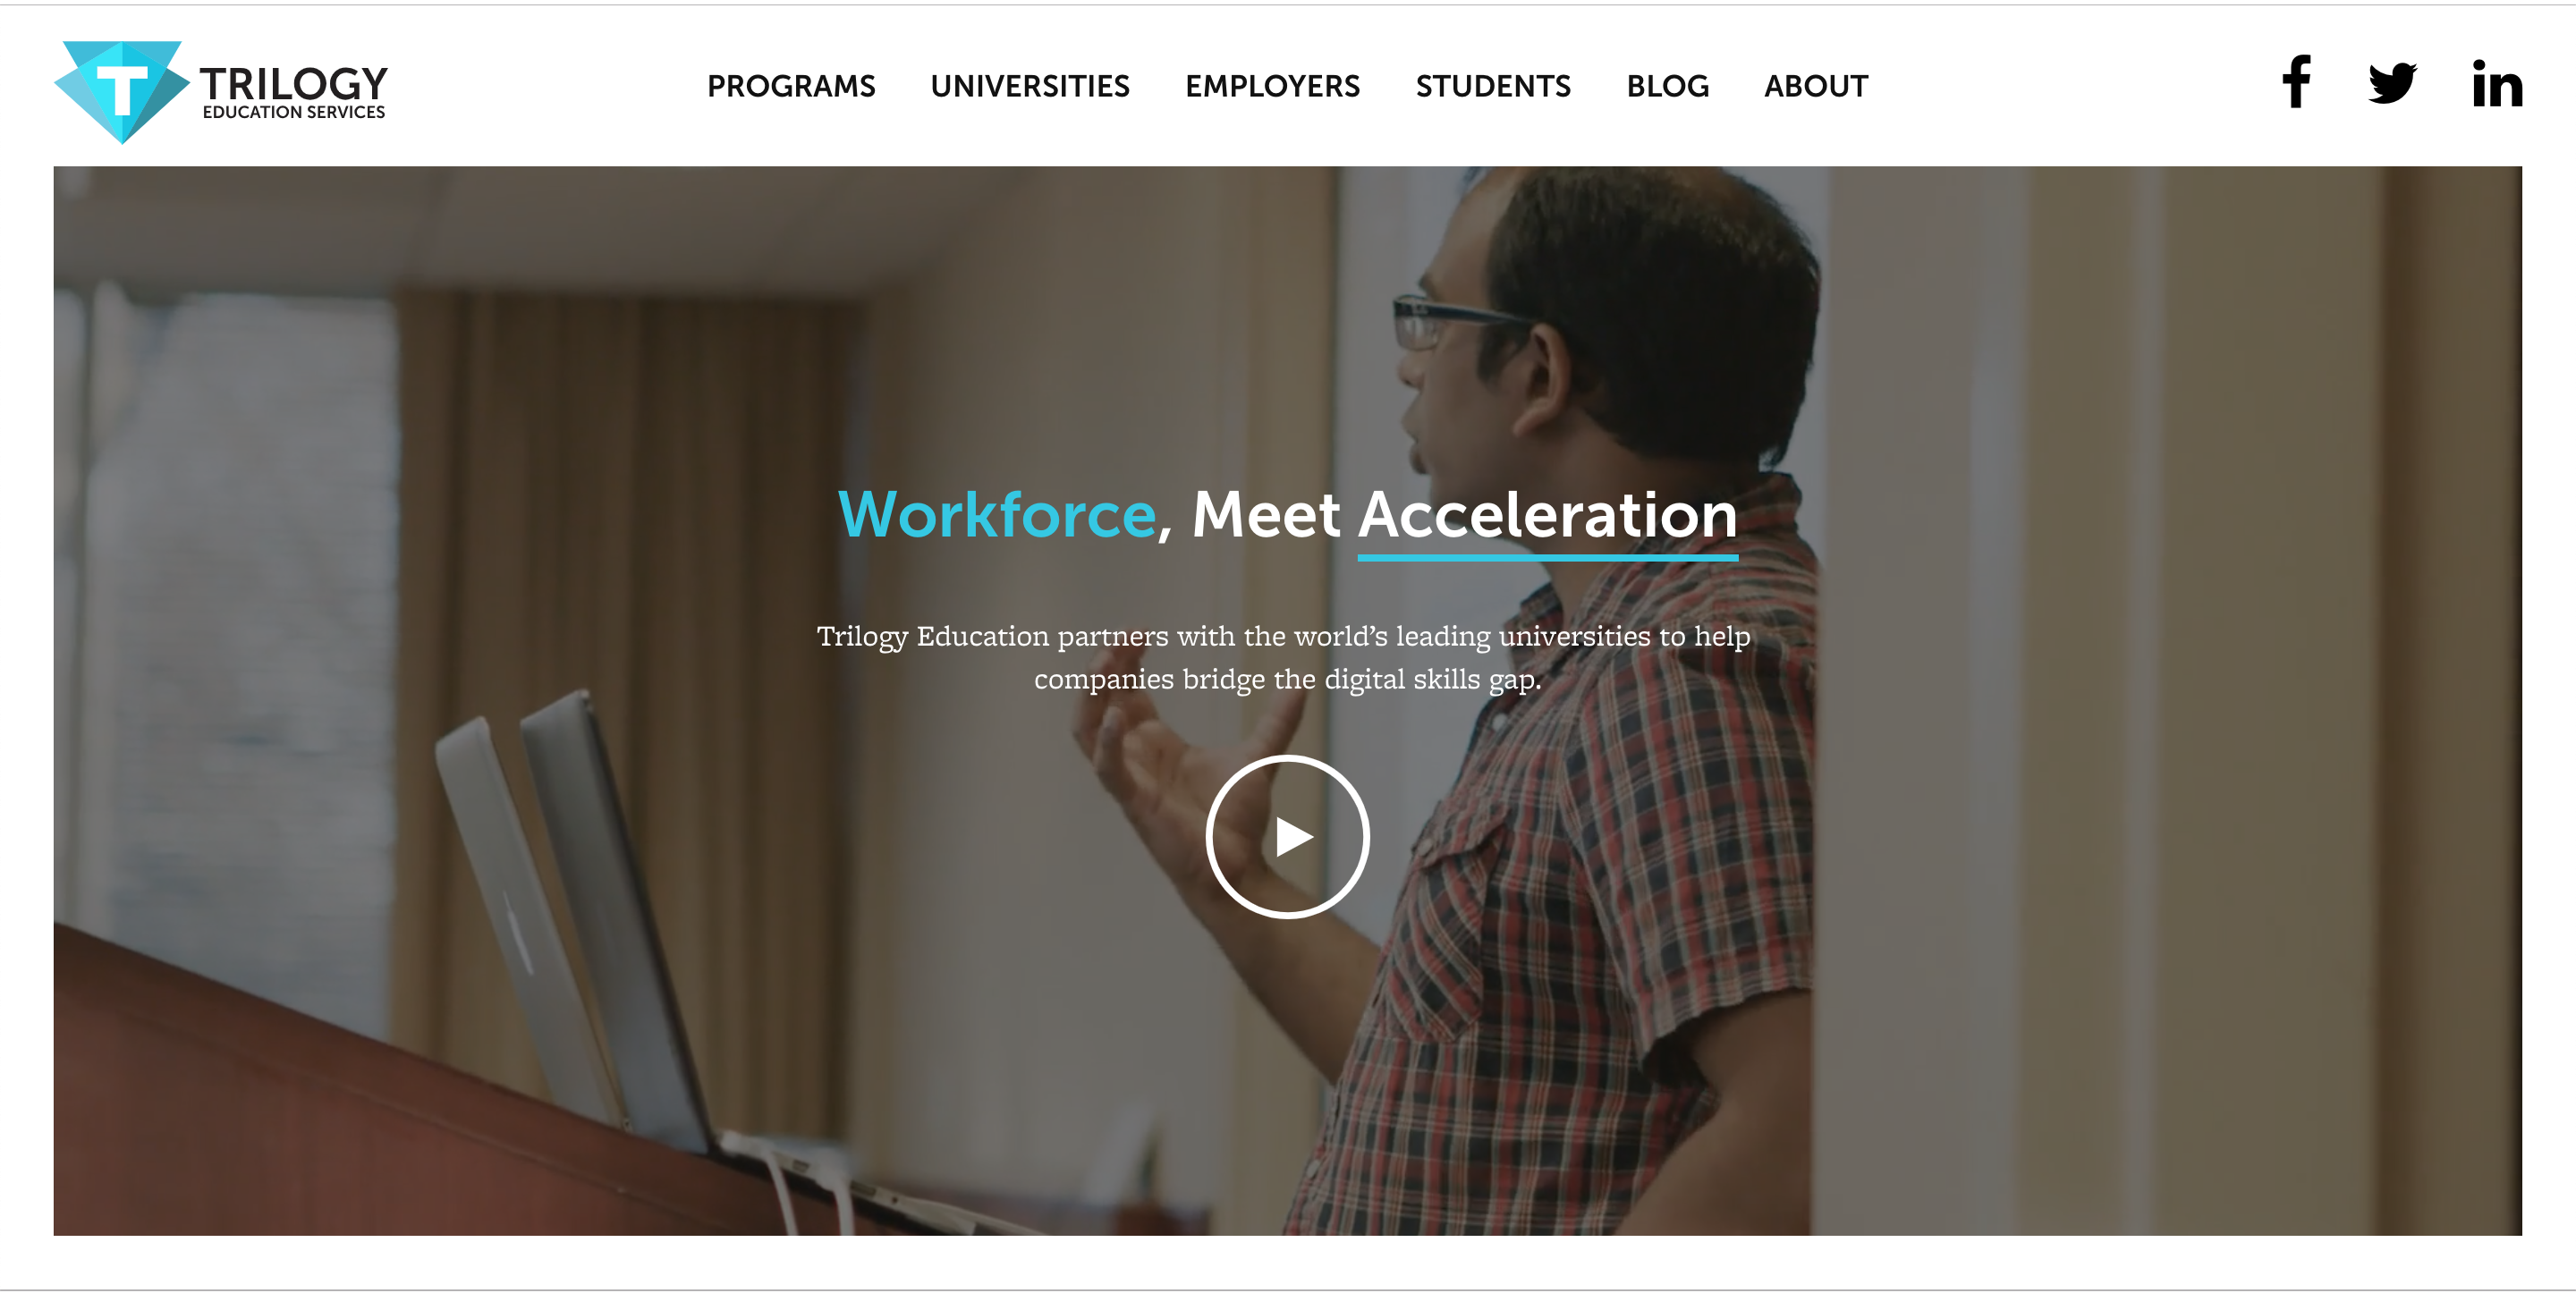 TRILOGY
EDUCATION SERVICES
PROGRAMS UNIVERSITIES EMPLOYERS STUDENTS BLOG ABOUT
Workforce, Meet Acceleration
Trilogy Education partners with the world’s leading universities to help
companies bridge the digital skills gap.